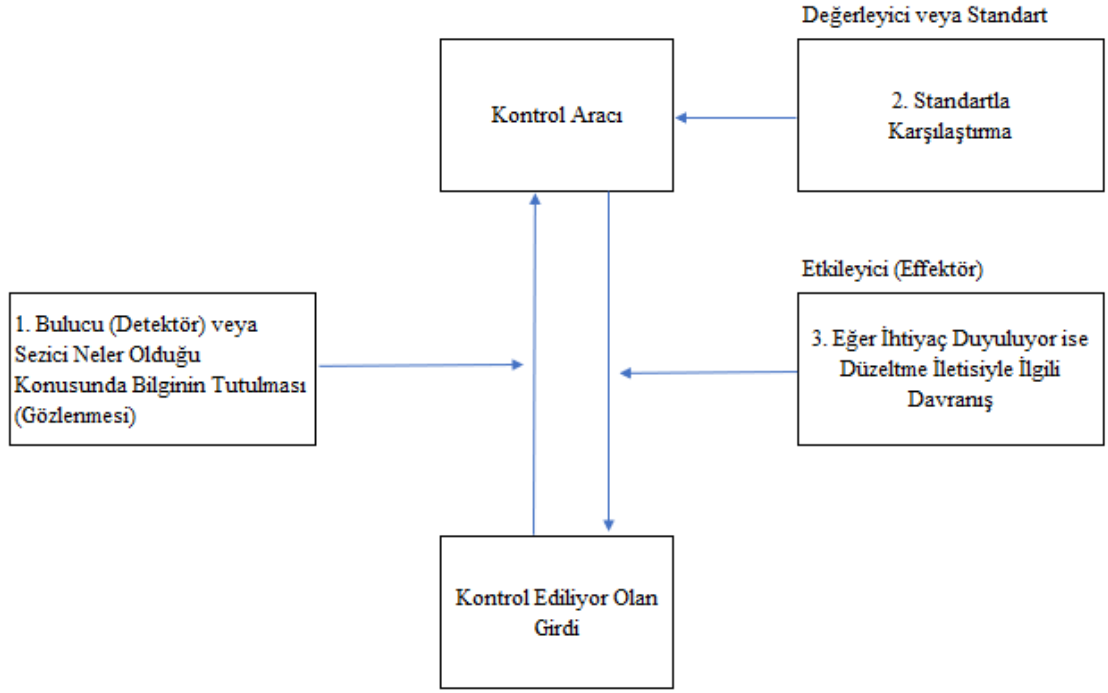 Değerleyici veya Standart
Kontrol Aracı
2. Standartla
Karşılaştırma
Etkileyici (Effektör)
1. Bulucu (Detektör) veya
Sezici Neler Olduğu
Konusunda Bilginin Tutulması
(Gözlenmesi)
3. Eğer İhtiyaç Duyuluyor ise
Düzeltme İletisiyle İlgili
Davranış
Kontrol Ediliyor Olan
Girdi